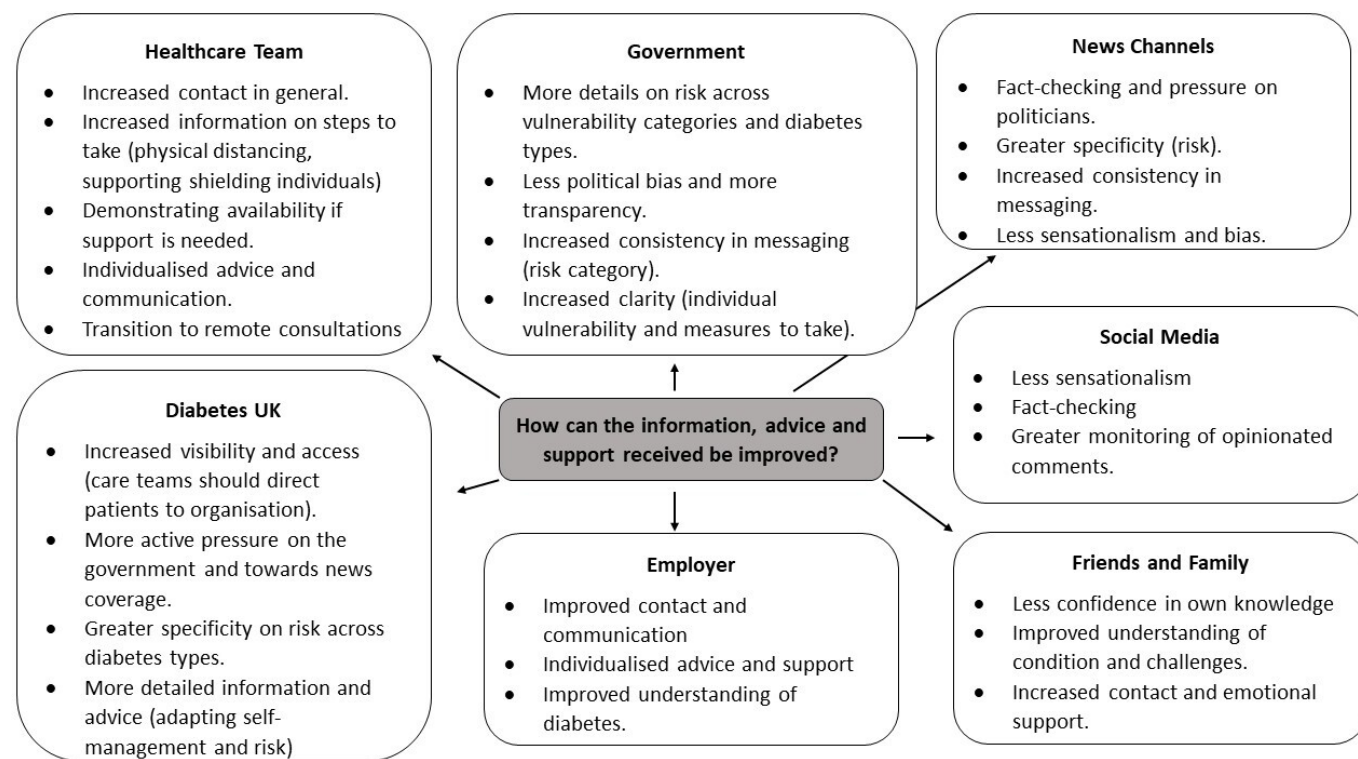 Healthcare Team
● Increased contact in general.
● Increased information on steps to
take (physical distancing,
supporting shielding individuals)
● Demonstrating availability if
support is needed.
● Individualised advice and
communication.
● Transition to remote consultations
Government
● More details on risk across
vulnerability categories and diabetes
types.
● Less political bias and more
transparency.
● Increased consistency in messaging
(risk category).
● Increased clarity (individual
vulnerability and measures to take).
News Channels
● Fact-checking and pressure on
politicians.
● Greater specificity (risk).
● Increased consistency in
messaging.
● Less sensationalism and bias.
Diabetes UK
● Increased visibility and access
(care teams should direct
patients to organisation).
● More active pressure on the
government and towards news
coverage.
● Greater specificity on risk across
diabetes types.
● More detailed information and
advice (adapting self-
management and risk)
How can the information, advice and
support received be improved?
Social Media
● Less sensationalism
● Fact-checking
● Greater monitoring of opinionated
comments.
Employer
● Improved contact and
communication
● Individualised advice and support
● Improved understanding of
diabetes.
Friends and Family
● Less confidence in own knowledge
● Improved understanding of
condition and challenges.
● Increased contact and emotional
support.